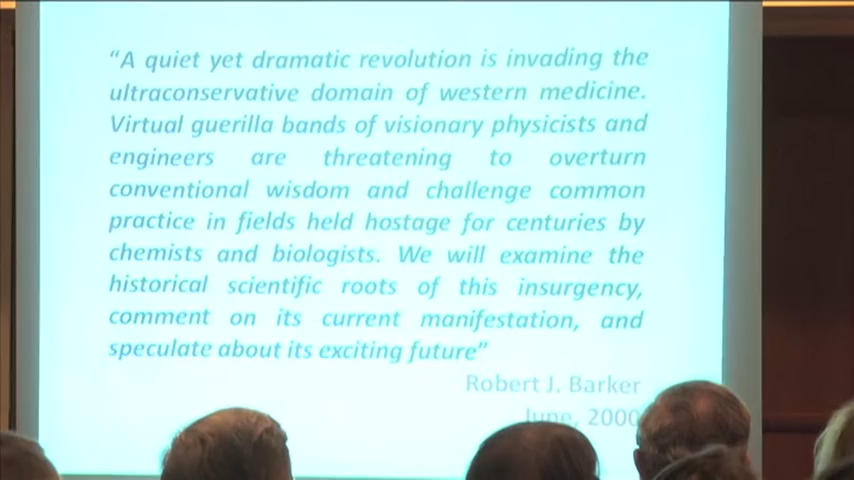 “A quiet yet dramatic revolution is invading the
ultraconservative domain of western medicine.
Virtual guerilla bands of visionary physicists and
engineers are threatening to overturn
conventional wisdom and challenge common
practice in fields held hostage for centuries by
chemists and biologists. We will examine the
historical scientific roots of this insurgency,
comment on its current manifestation, and
speculate about its exciting future”
Robert J. Barker
June, 2000